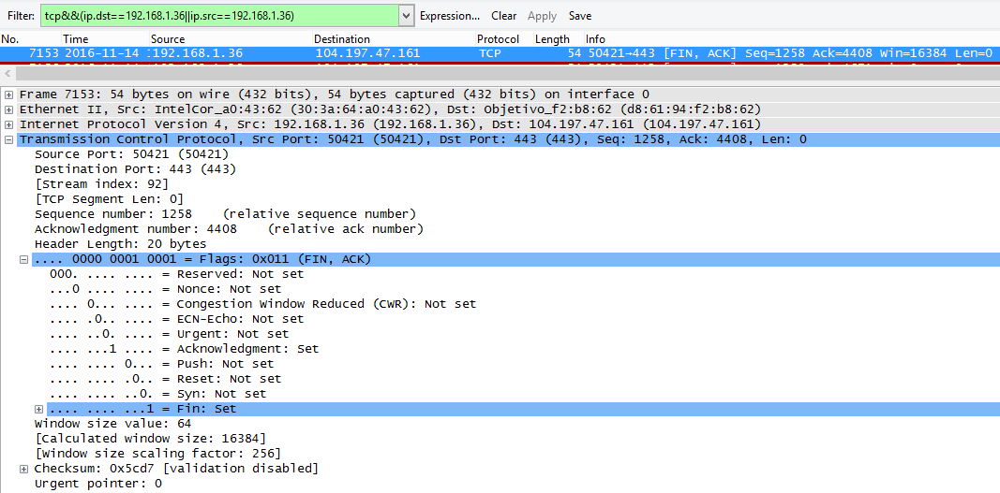 Filter: tcp&&(ip.dst==192.168.1.36||ip.src==192.168.1.36) Expression... Clear Apply Save
No. Time Source Destination Protocol Length Info
7153 2016-11-14 192.168.1.36 104.197.47.161 TCP 54 50421→443 [FIN, ACK] Seq=1258 Ack=4408 Win=16384 Len=0
Frame 7153: 54 bytes on wire (432 bits), 54 bytes captured (432 bits) on interface 0
Ethernet II, Src: IntelCor_a0:43:62 (30:3a:64:a0:43:62), Dst: Objetivo_f2:b8:62 (d8:61:94:f2:b8:62)
Internet Protocol Version 4, Src: 192.168.1.36 (192.168.1.36), Dst: 104.197.47.161 (104.197.47.161)
Transmission Control Protocol, Src Port: 50421 (50421), Dst Port: 443 (443), Seq: 1258, Ack: 4408, Len: 0
Source Port: 50421 (50421)
Destination Port: 443 (443)
[Stream index: 92]
[TCP Segment Len: 0]
Sequence number: 1258 (relative sequence number)
Acknowledgment number: 4408 (relative ack number)
Header Length: 20 bytes
.... 0000 0001 0001 = Flags: 0x011 (FIN, ACK)
000. .... .... = Reserved: Not set
...0 .... .... = Nonce: Not set
.... 0... .... = Congestion Window Reduced (CWR): Not set
.... .0.. .... = ECN-Echo: Not set
.... ..0. .... = Urgent: Not set
.... ...1 .... = Acknowledgment: Set
.... .... 0... = Push: Not set
.... .... .0.. = Reset: Not set
.... .... ..0. = Syn: Not set
.... .... ...1 = Fin: Set
Window size value: 64
[Calculated window size: 16384]
[Window size scaling factor: 256]
Checksum: 0x5cd7 [validation disabled]
Urgent pointer: 0